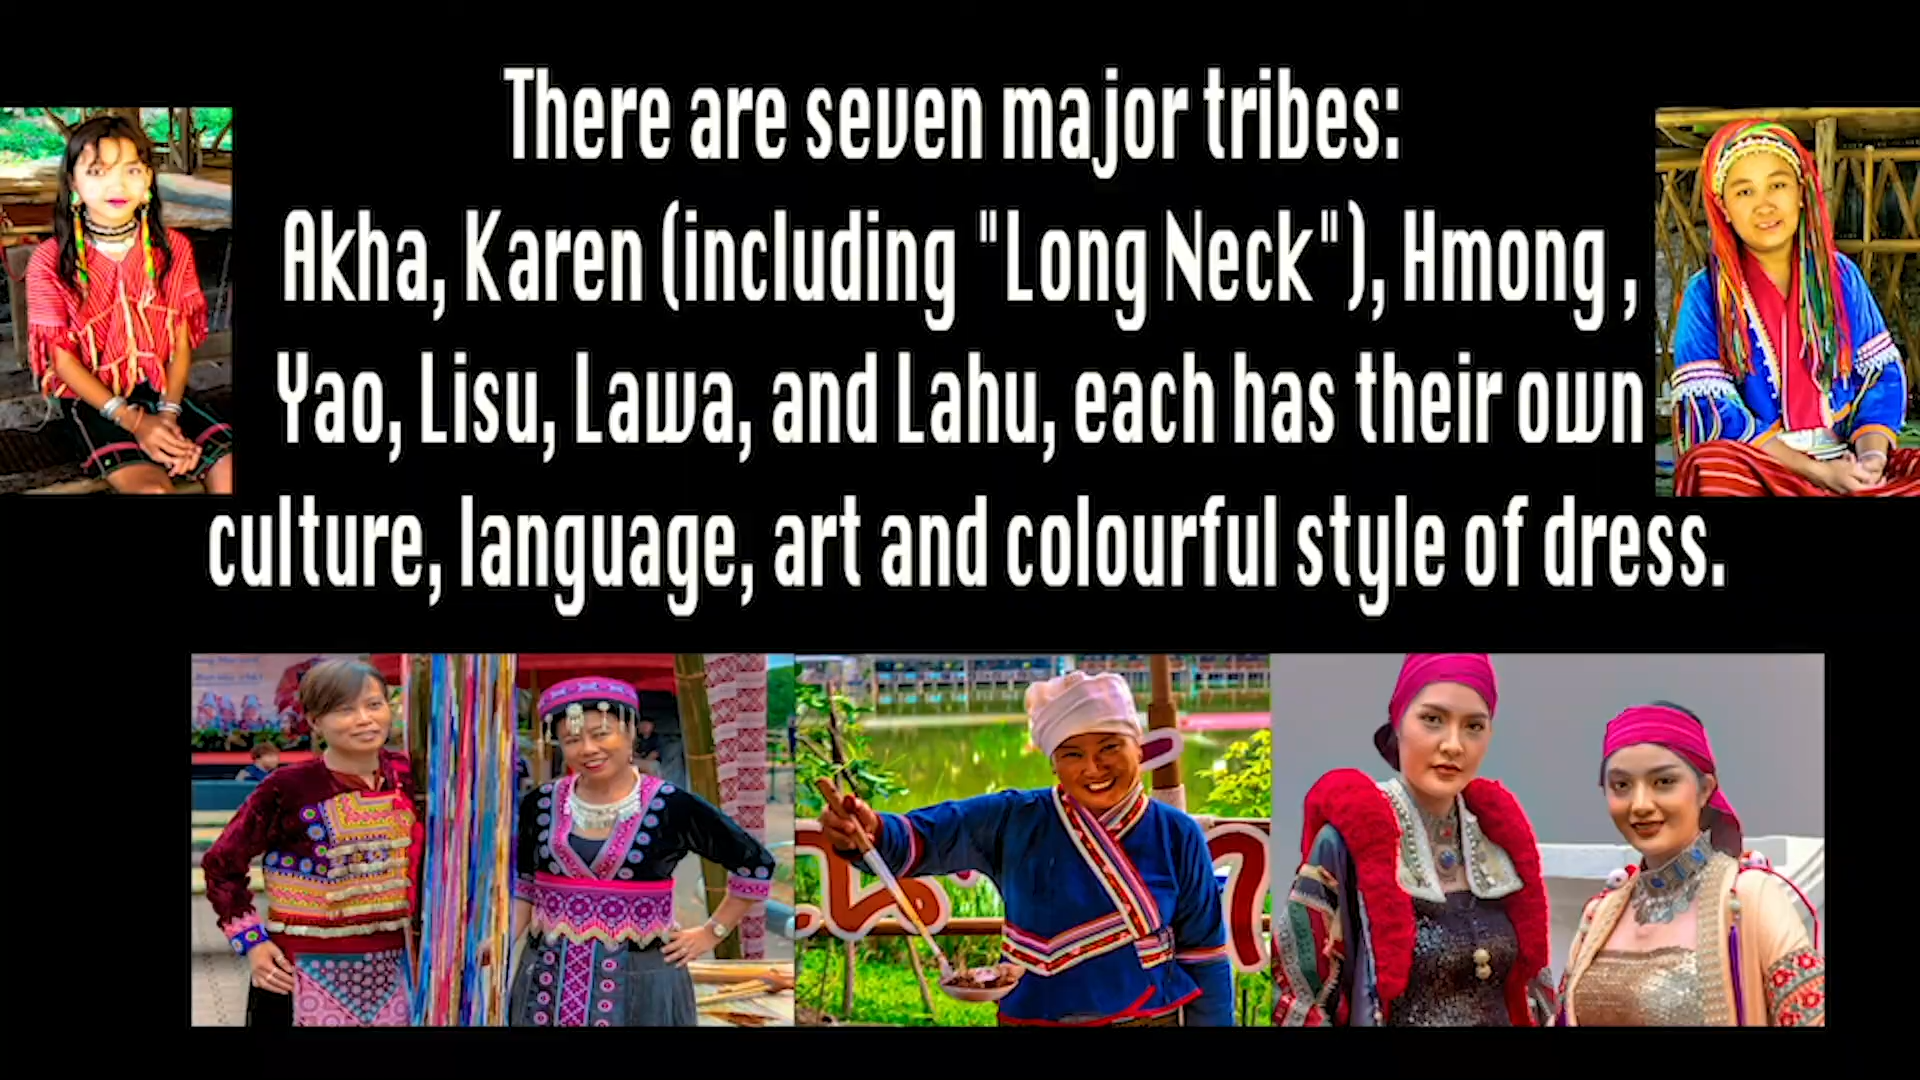 There are seven major tribes:
Akha, Karen (including "Long Neck"), Hmong ,
Yao, Lisu, Lawa, and Lahu, each has their own
culture, language, art and colourful style of dress.